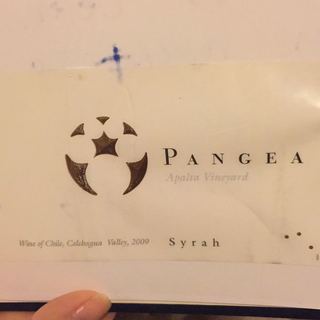 PANGEA
Apalta Vineyard
Wine of Chile, Colchagua Valley, 2009 Syrah